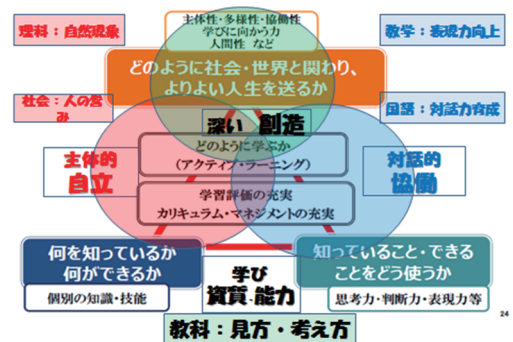 主体性・多様性・協働性
学びに向かう力
人間性 など
理科：自然現象
数学：表現力向上
どのように社会・世界と関わり、
よりよい人生を送るか
社会：人の営
み
国語：対話力育成
深い 創造
どのように学ぶか
（アクティブ・ラーニング）
主体的
自立
対話的
協働
学習評価の充実
カリキュラム・マネジメントの充実
何を知っているか
何ができるか
個別の知識・技能
知っていること・できる
ことをどう使うか
思考力・判断力・表現力等
学び
資質 能力
教科：見方・考え方
24